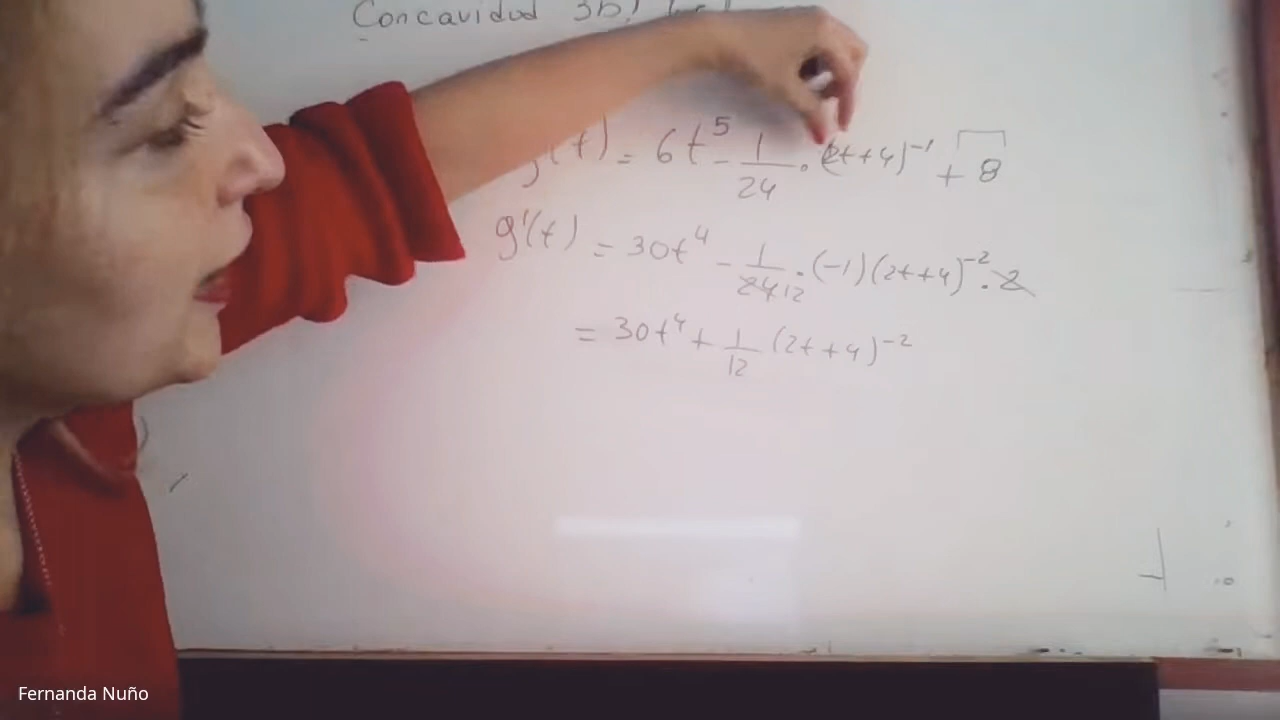 Concavidad 3b)
(t) = 6t⁵ - 1/24 · (2t+4)⁻¹ + 8
g'(t) = 30t⁴ - 1/24 12 · (-1)(2t+4)⁻² · 2
= 30t⁴ + 1/12 (2t+4)⁻²
Fernanda Nuño